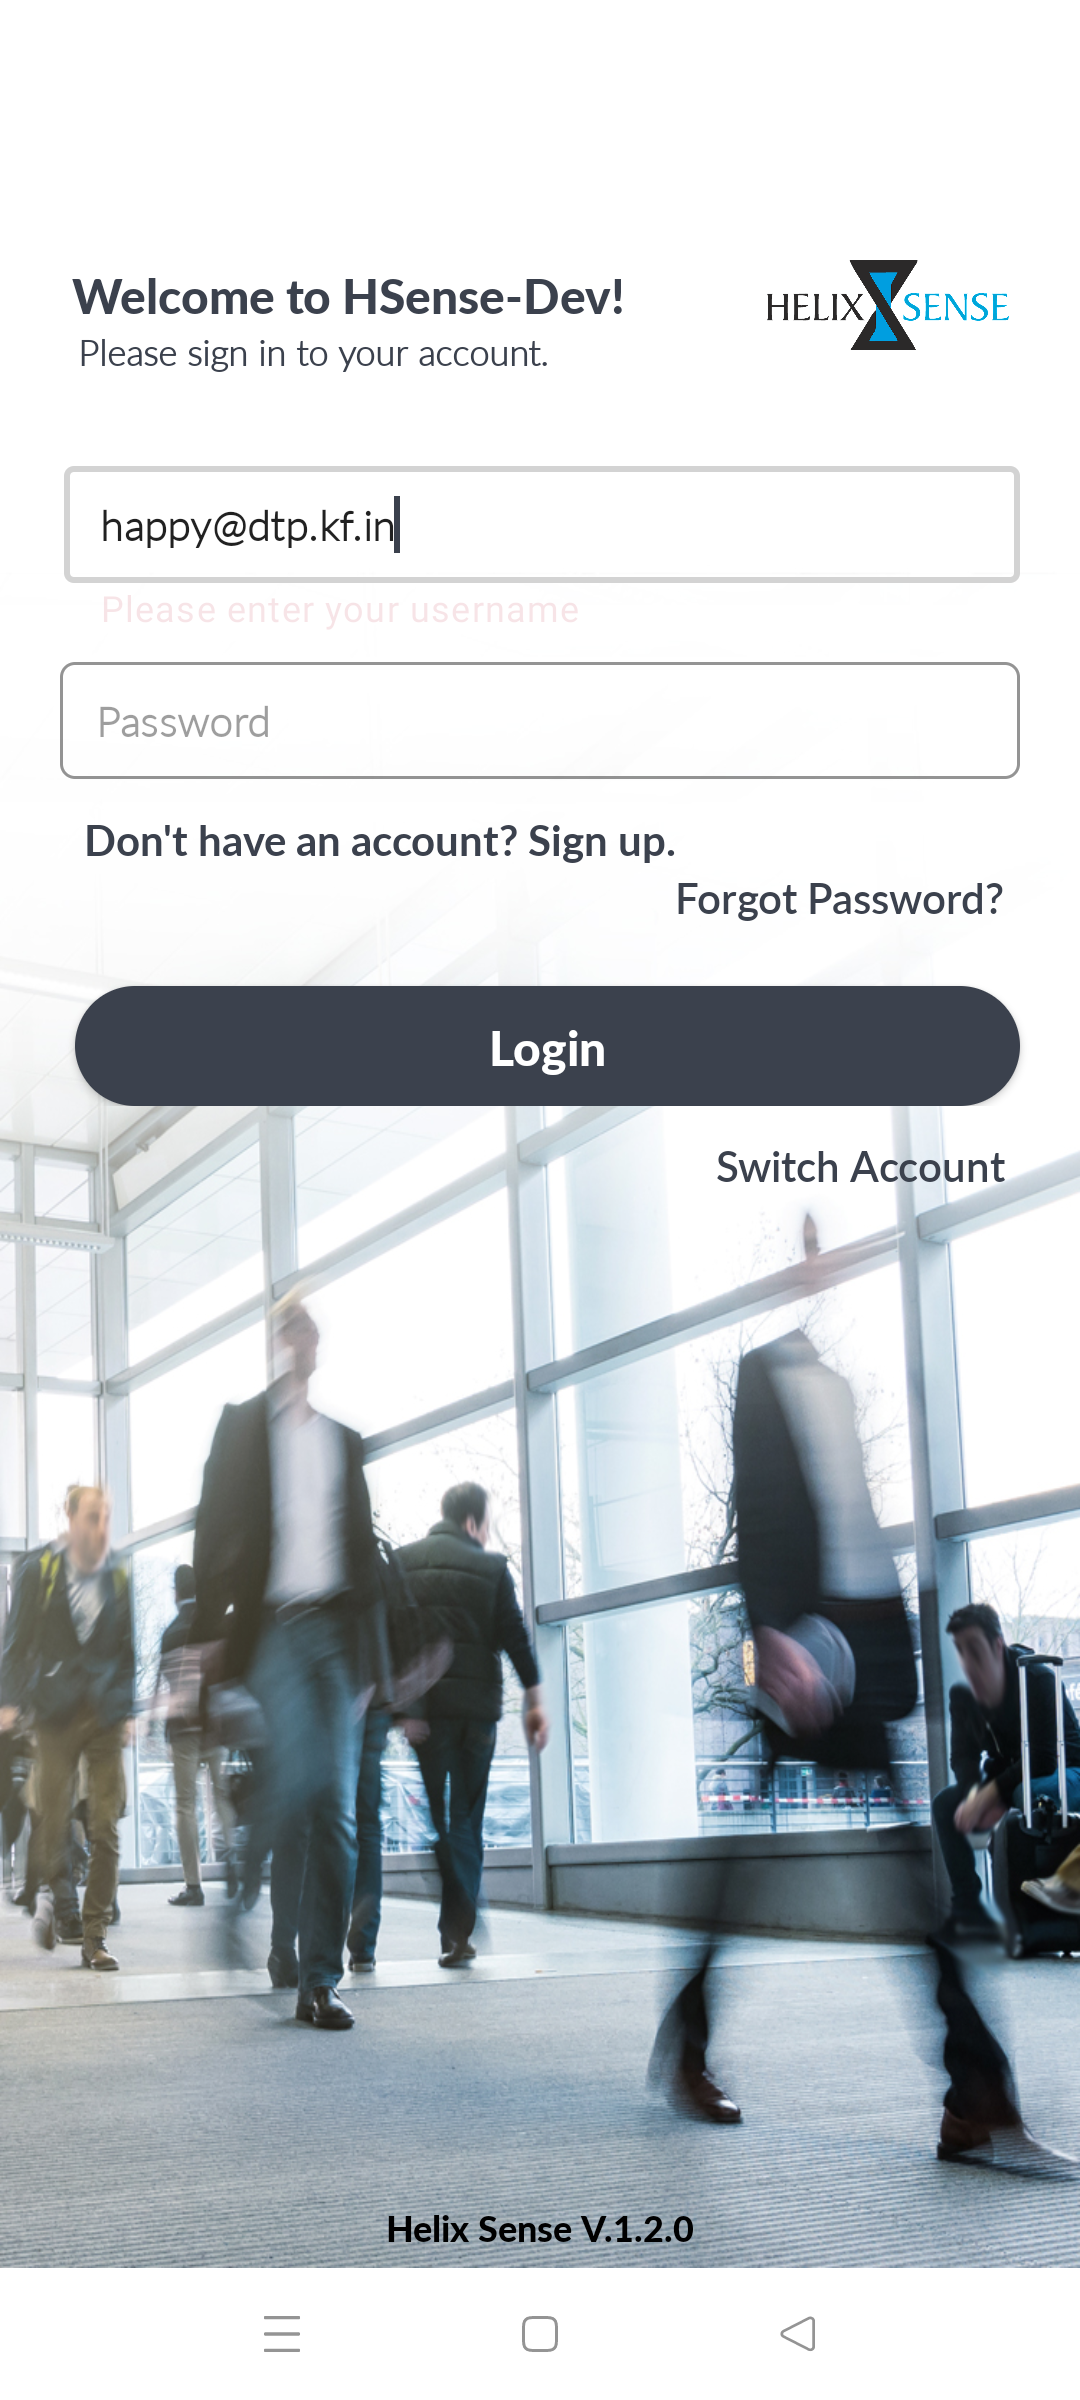 Welcome to HSense-Dev!
HELIX SENSE
Please sign in to your account.
happy@dtp.kf.in
Please enter your username
Password
Don't have an account? Sign up.
Forgot Password?
Login
Switch Account
Helix Sense V.1.2.0